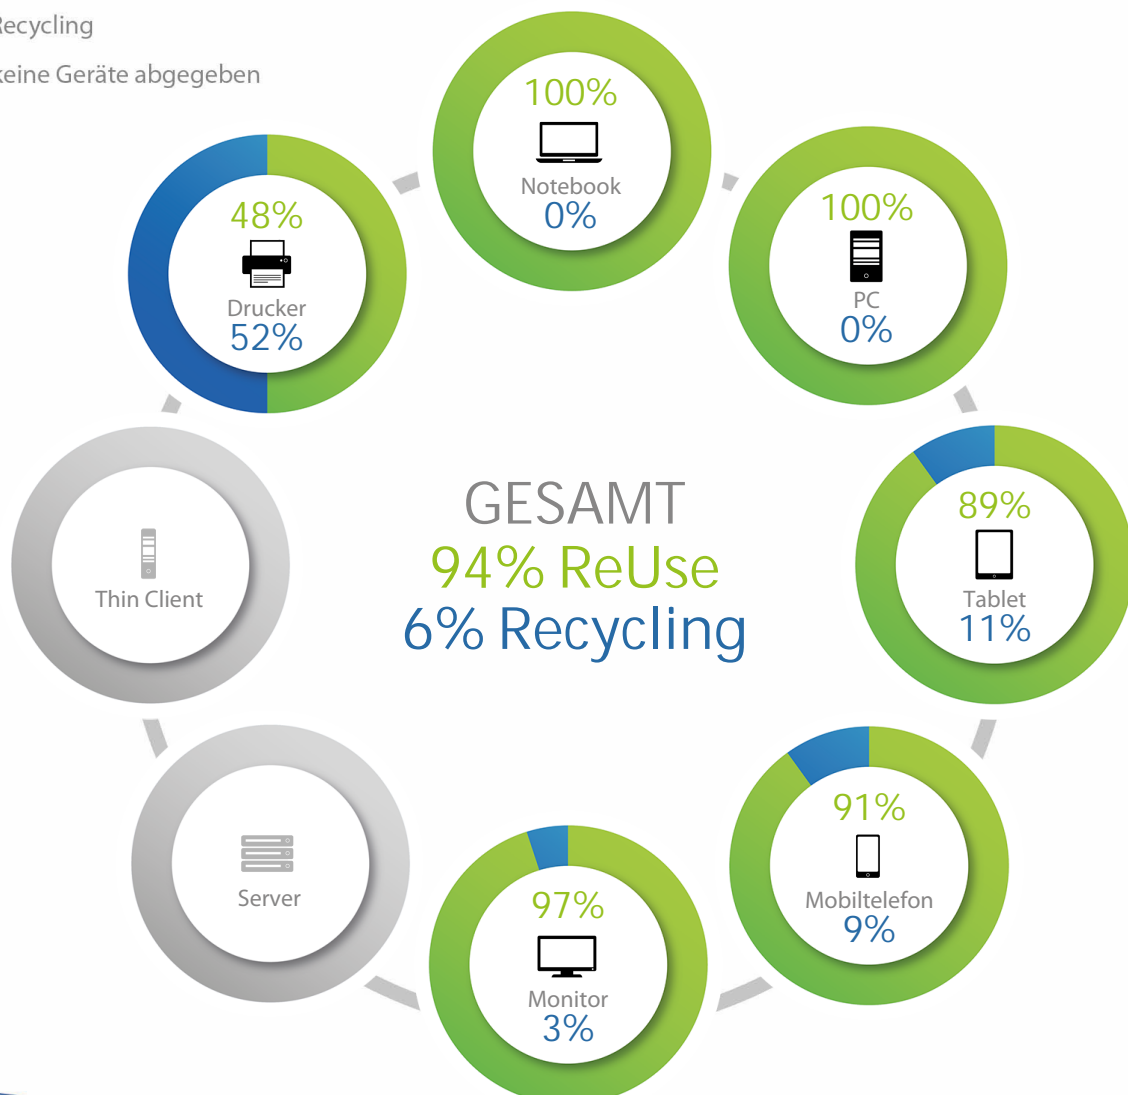 Recycling
keine Geräte abgegeben
100%
Notebook
0%
48%
Drucker
52%
100%
PC
0%
GESAMT
94% ReUse
6% Recycling
89%
Tablet
11%
Thin Client
91%
Mobiltelefon
9%
Server
97%
Monitor
3%